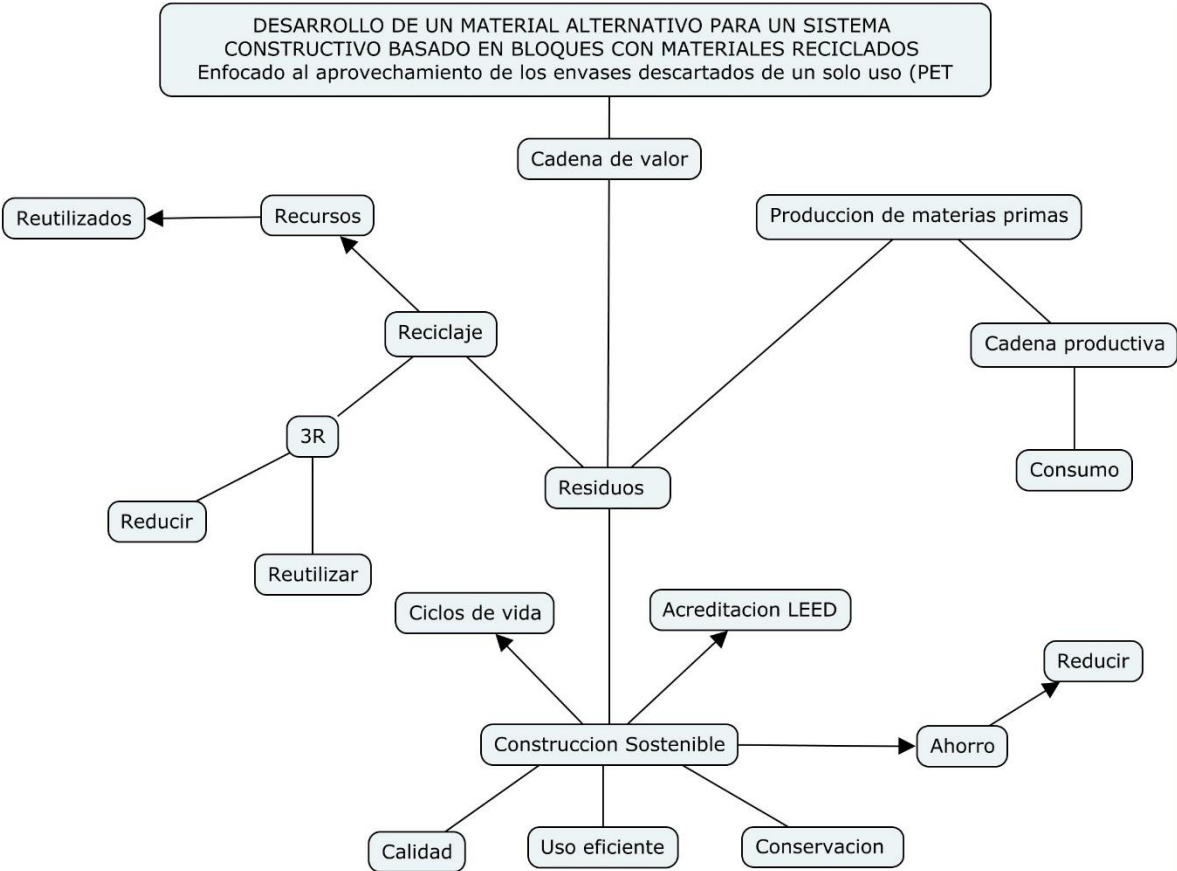 DESARROLLO DE UN MATERIAL ALTERNATIVO PARA UN SISTEMA
CONSTRUCTIVO BASADO EN BLOQUES CON MATERIALES RECICLADOS
Enfocado al aprovechamiento de los envases descartados de un solo uso (PET
Cadena de valor
Reutilizados
Recursos
Produccion de materias primas
Reciclaje
Cadena productiva
3R
Consumo
Residuos
Reducir
Reutilizar
Ciclos de vida
Acreditacion LEED
Reducir
Construccion Sostenible
Ahorro
Calidad
Uso eficiente
Conservacion